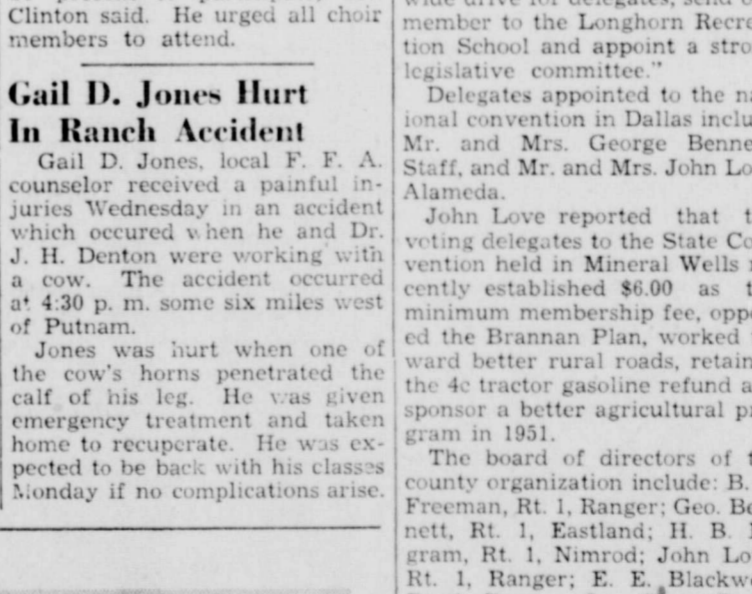 Clinton said. He urged all choir
members to attend.
Gail D. Jones Hurt
In Ranch Accident
Gail D. Jones, local F. F. A.
counselor received a painful in-
juries Wednesday in an accident
which occured when he and Dr.
J. H. Denton were working with
a cow. The accident occurred
at 4:30 p. m. some six miles west
of Putnam.
Jones was hurt when one of
the cow's horns penetrated the
calf of his leg. He was given
emergency treatment and taken
home to recuperate. He was ex-
pected to be back with his classes
Monday if no complications arise.
member to the Longhorn Recre
tion School and appoint a stro
legislative committee."
Delegates appointed to the na
ional convention in Dallas inclu
Mr. and Mrs. George Benne
Staff, and Mr. and Mrs. John Lo
Alameda.
John Love reported that t
voting delegates to the State Co
vention held in Mineral Wells
cently established $6.00 as t
minimum membership fee, oppo
ed the Brannan Plan, worked
ward better rural roads, retain
the 4c tractor gasoline refund a
sponsor a better agricultural pr
gram in 1951.
The board of directors of t
county organization include: B.
Freeman, Rt. 1, Ranger; Geo. Be
nett, Rt. 1, Eastland; H. B.
gram, Rt. 1, Nimrod; John Lo
Rt. 1, Ranger; E. E. Blackwe